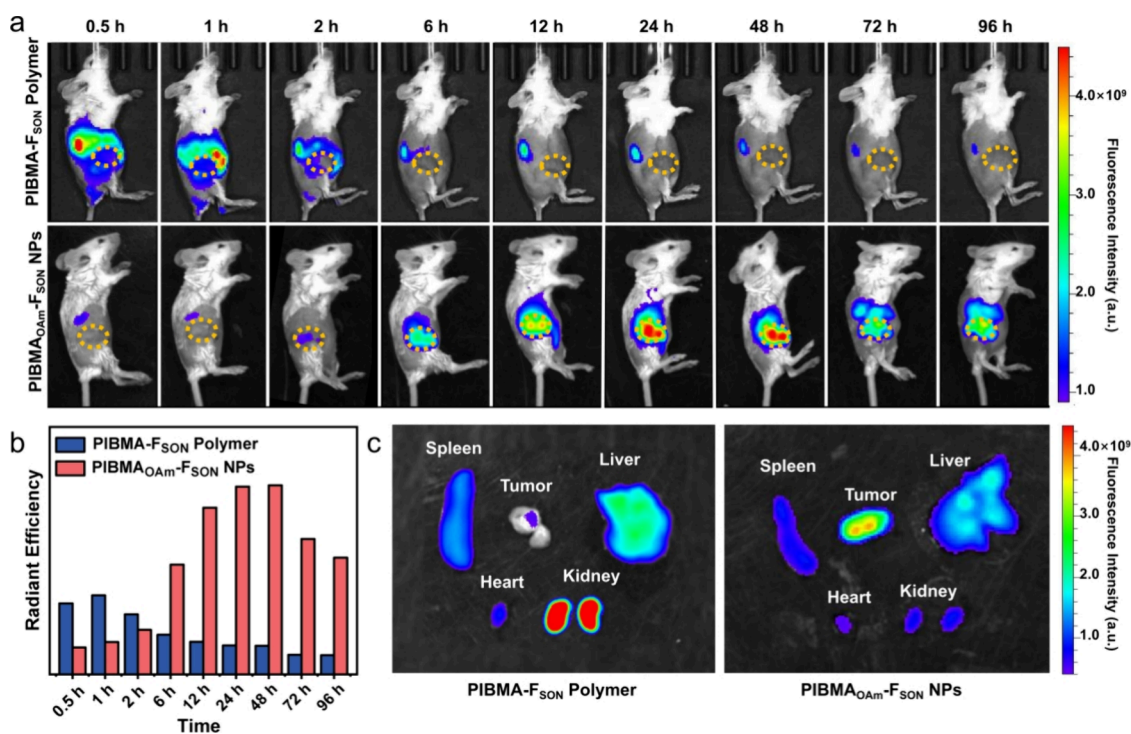 a
0.5 h 1 h 2 h 6 h 12 h 24 h 48 h 72 h 96 h
PIBMA-FSON Polymer
PIBMAOAm-FSON NPs
4.0×10⁹
3.0
2.0
1.0
Fluorescence Intensity (a.u.)
b
PIBMA-FSON Polymer
PIBMAOAm-FSON NPs
Radiant Efficiency
0.5 h 1 h 2 h 6 h 12 h 24 h 48 h 72 h 96 h
Time
c
Spleen
Tumor
Liver
Heart
Kidney
PIBMA-FSON Polymer
Spleen
Tumor
Liver
Heart
Kidney
PIBMAOAm-FSON NPs
4.0×10⁹
3.0
2.0
1.0
Fluorescence Intensity (a.u.)